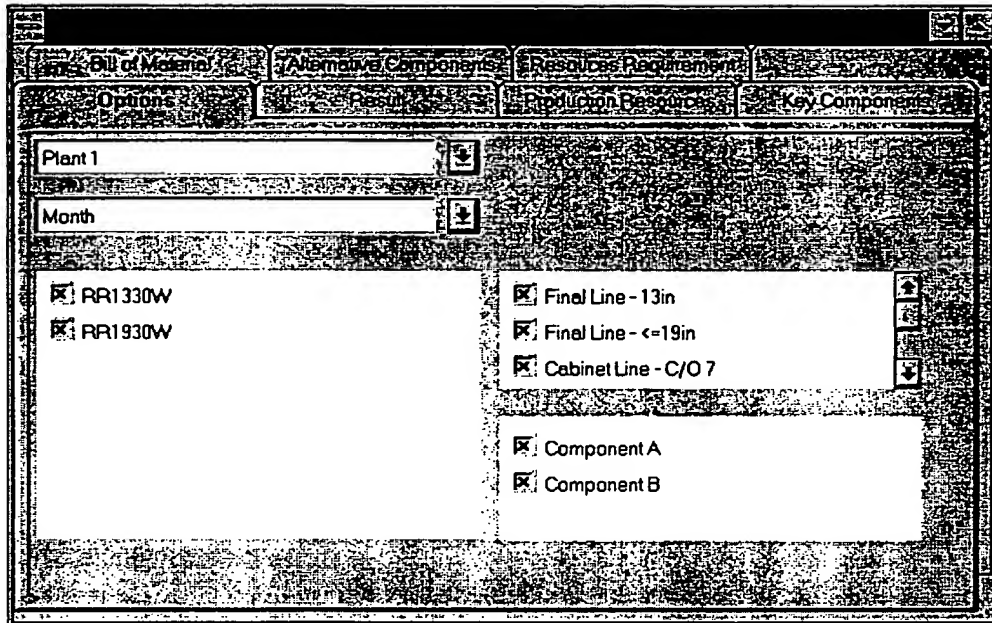 Bill of Material Alternative Components Resouces Requirement
Options Result Production Resources Key Components
Plant 1
Month
RR1330W
RR1930W
Final Line - 13in
Final Line - <=19in
Cabinet Line - C/O 7
Component A
Component B